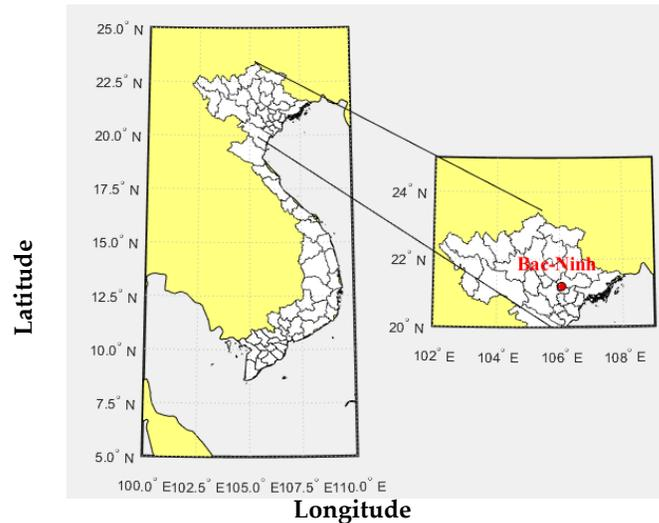 25.0° N
22.5° N
20.0° N
17.5° N
15.0° N
12.5° N
10.0° N
7.5° N
5.0° N
100.0° E102.5° E105.0° E107.5° E110.0° E
Latitude
Longitude
24° N
22° N
20° N
Bac-Ninh
102° E 104° E 106° E 108° E